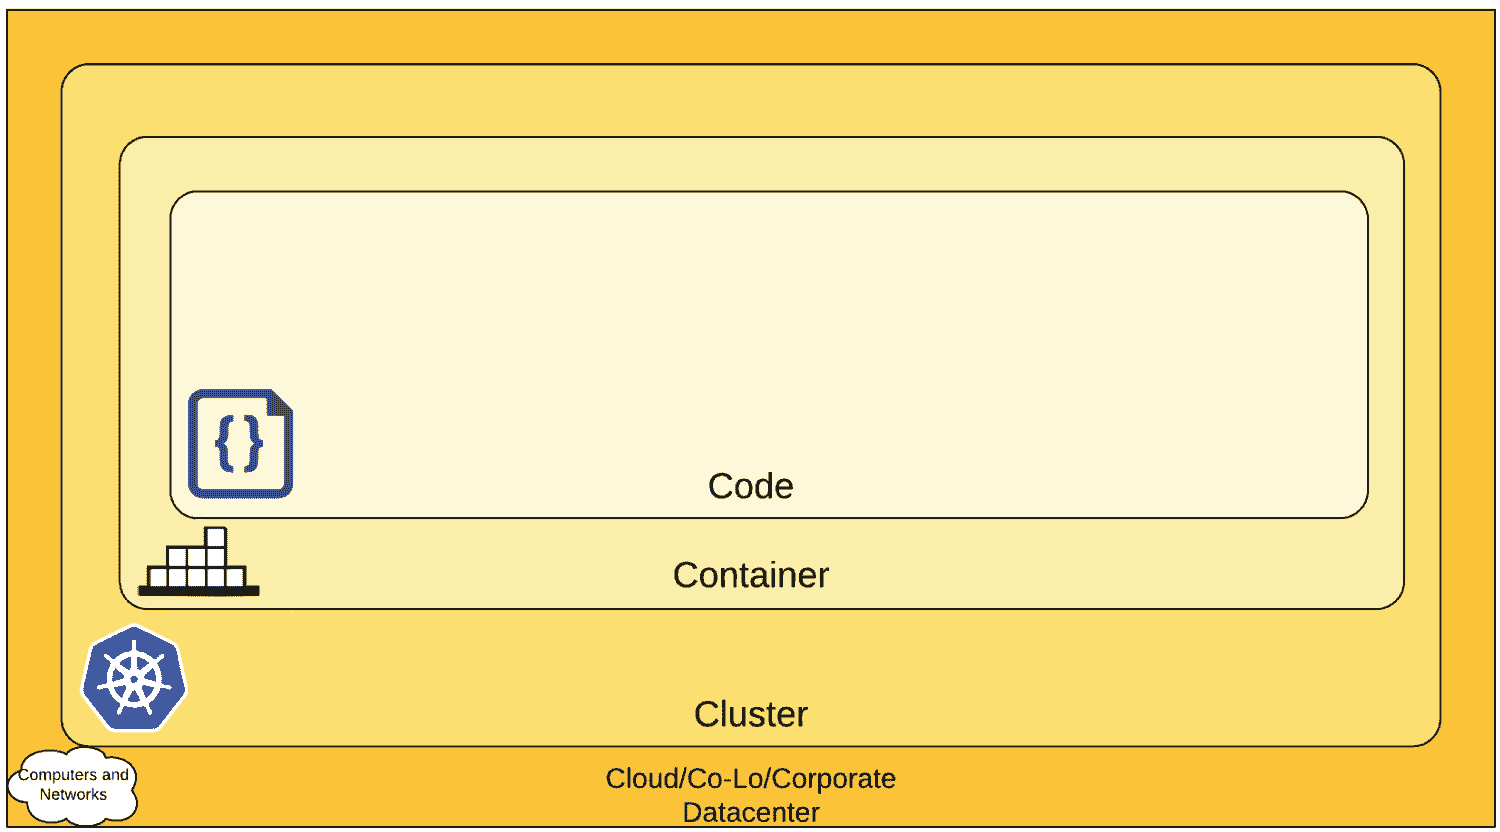 {}
Code
Container
Cluster
Computers and
Networks
Cloud/Co-Lo/Corporate
Datacenter